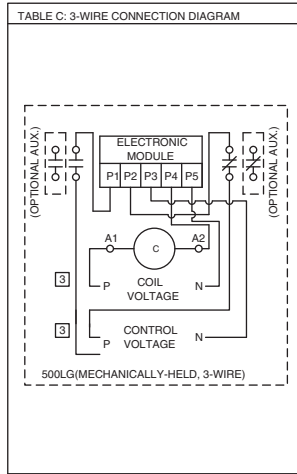 TABLE C: 3-WIRE CONNECTION DIAGRAM
(OPTIONAL AUX.)
ELECTRONIC
MODULE
P1 P2 P3 P4 P5
(OPTIONAL AUX.)
A1 C A2
3 P COIL N
VOLTAGE
3 P CONTROL N
VOLTAGE
500LG(MECHANICALLY-HELD, 3-WIRE)